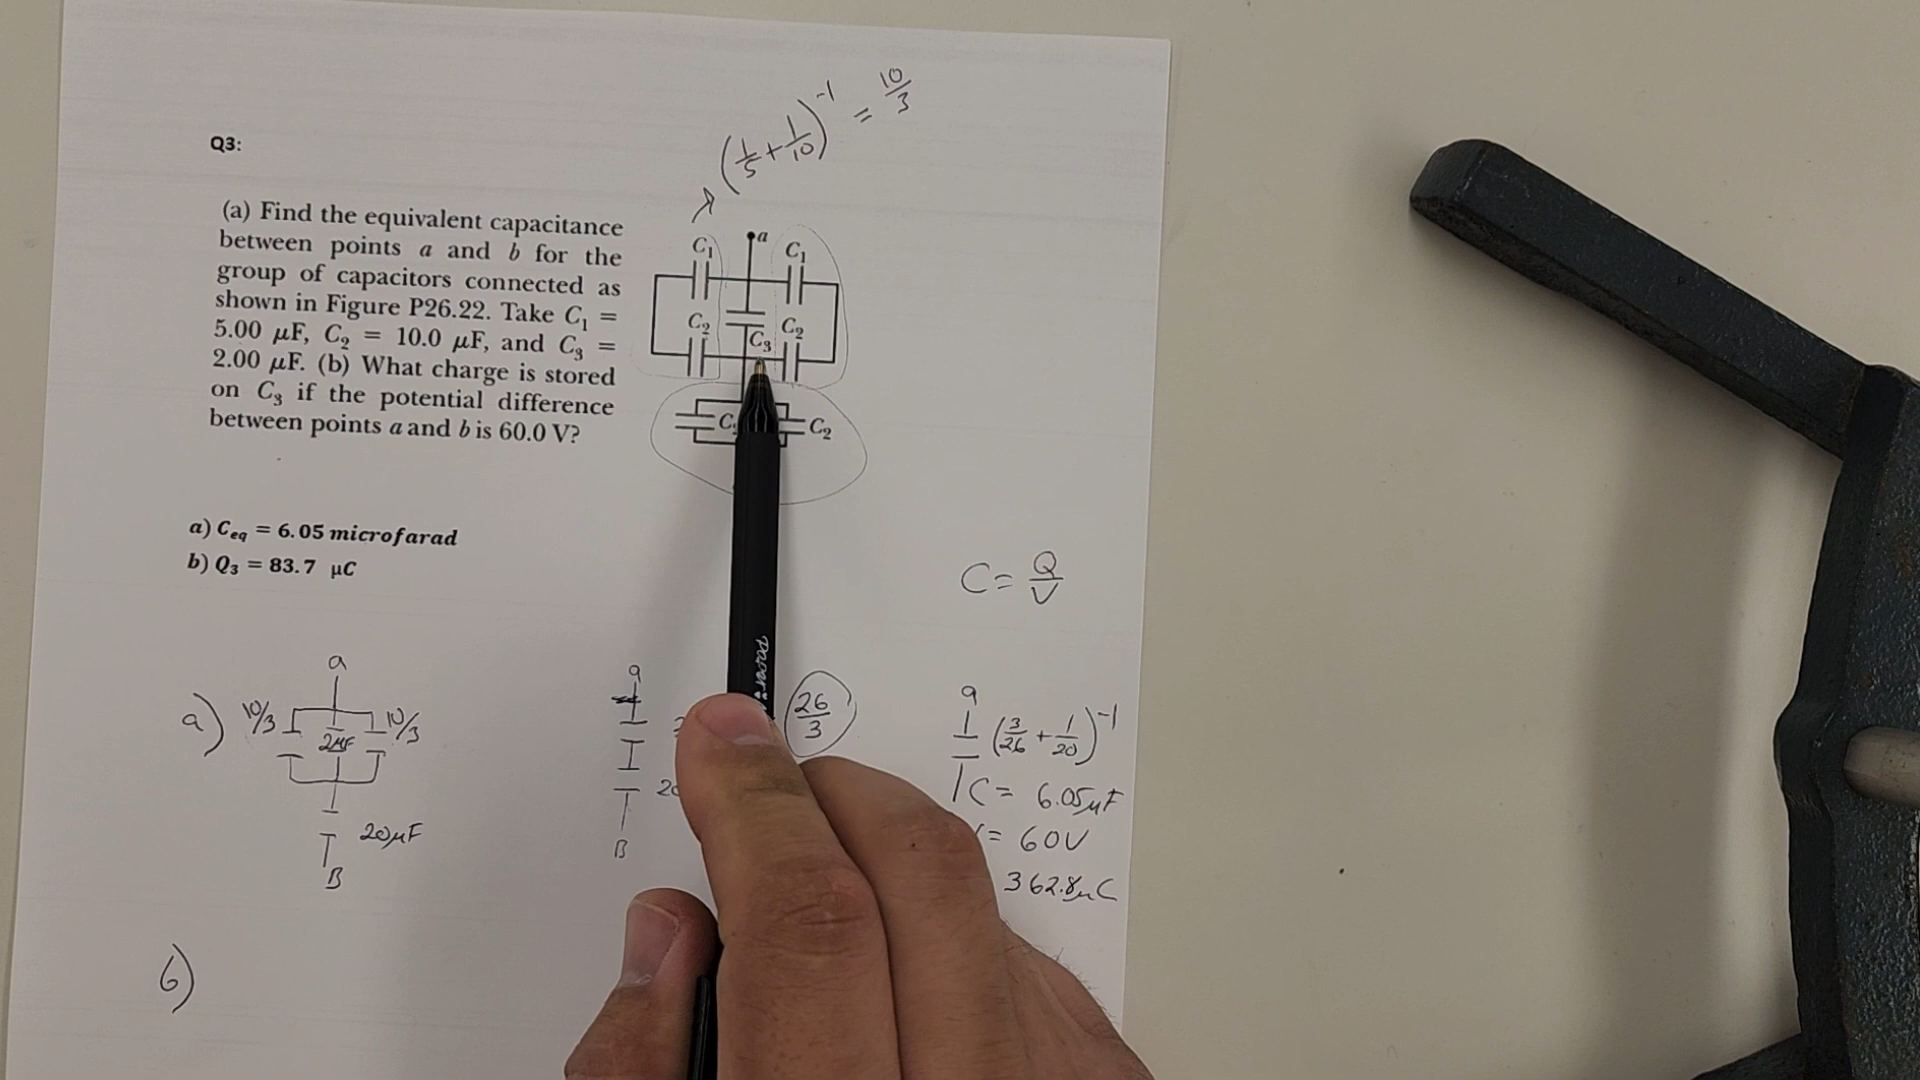 Q3:
(1/5 + 1/10)^-1 = 10/3
(a) Find the equivalent capacitance
between points a and b for the
group of capacitors connected as
shown in Figure P26.22. Take C₁ =
5.00 μF, C₂ = 10.0 μF, and C₃ =
2.00 μF. (b) What charge is stored
on C₃ if the potential difference
between points a and b is 60.0 V?
a
C₁ C₁
C₂ C₃ C₂
C₂
a) Ceq = 6.05 microfarad
b) Q₃ = 83.7 μC
C = Q/V
a)
a
10/3 2μF 10/3
20μF
B
a
26/3
B
a
(3/26 + 1/20)^-1
C = 6.05μF
= 60V
362.8μC
b)